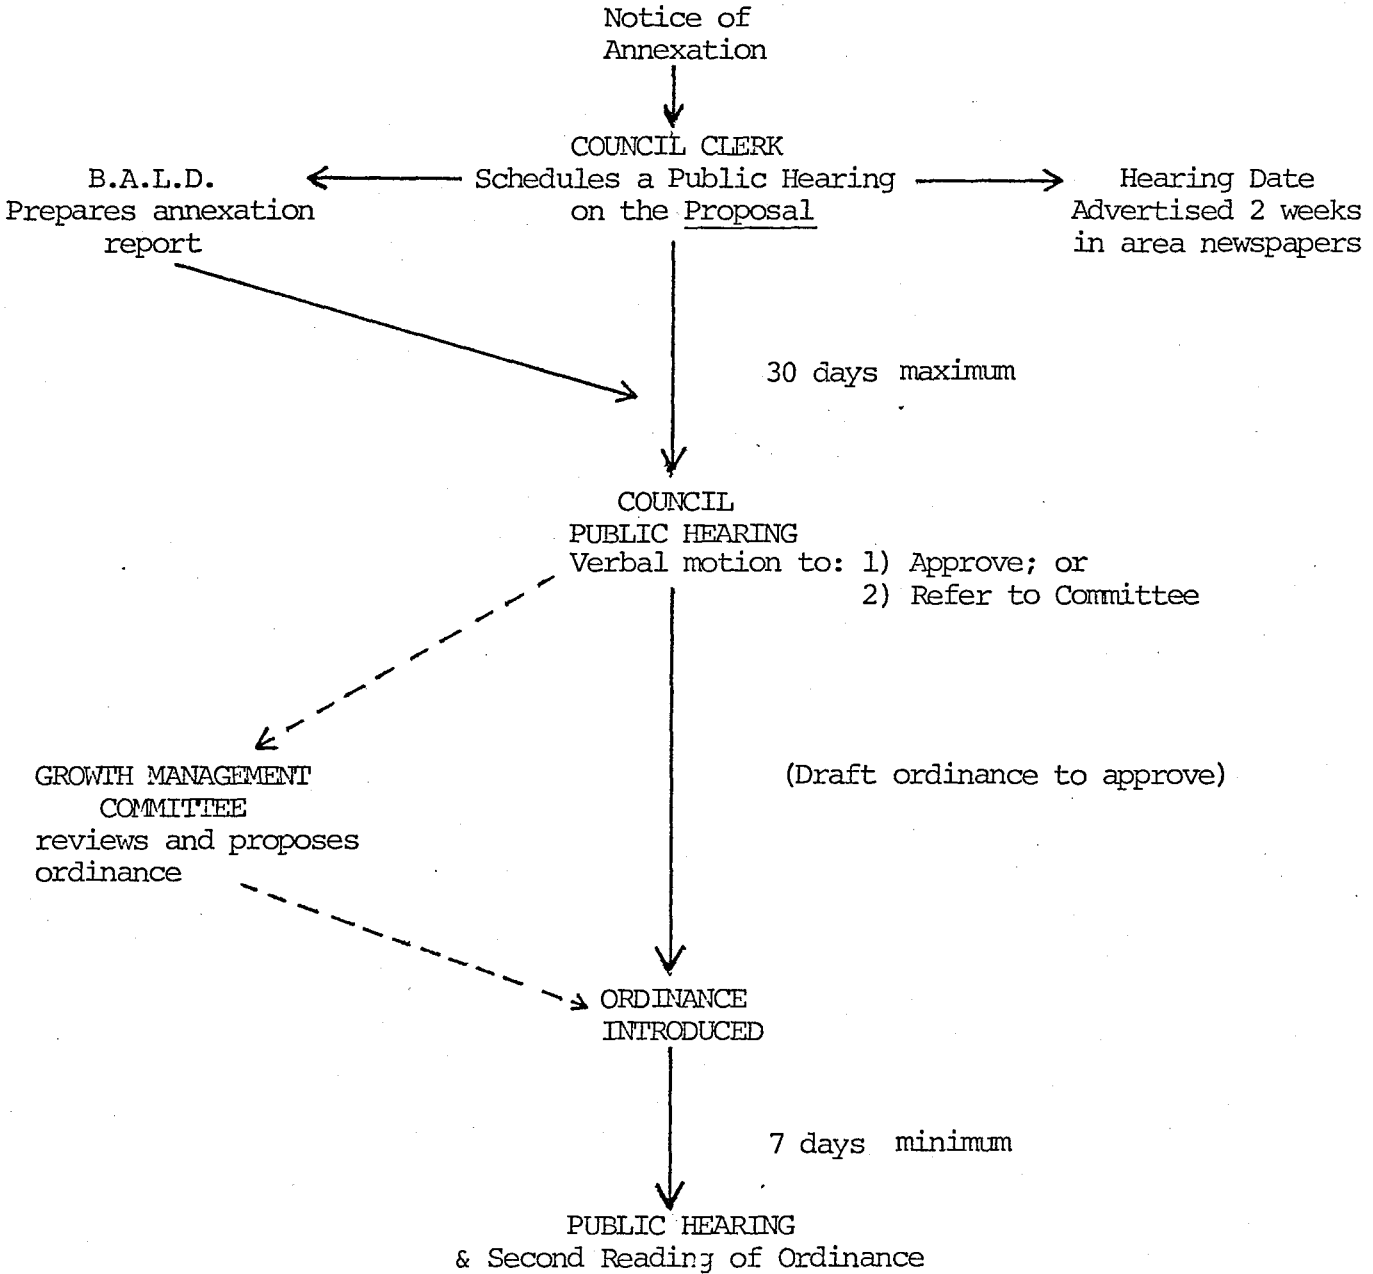 Notice of
Annexation
COUNCIL CLERK
Schedules a Public Hearing
on the Proposal
B.A.L.D.
Prepares annexation
report
Hearing Date
Advertised 2 weeks
in area newspapers
30 days maximum
COUNCIL
PUBLIC HEARING
Verbal motion to: 1) Approve; or
2) Refer to Committee
GROWTH MANAGEMENT
COMMITTEE
reviews and proposes
ordinance
(Draft ordinance to approve)
ORDINANCE
INTRODUCED
7 days minimum
PUBLIC HEARING
& Second Reading of Ordinance